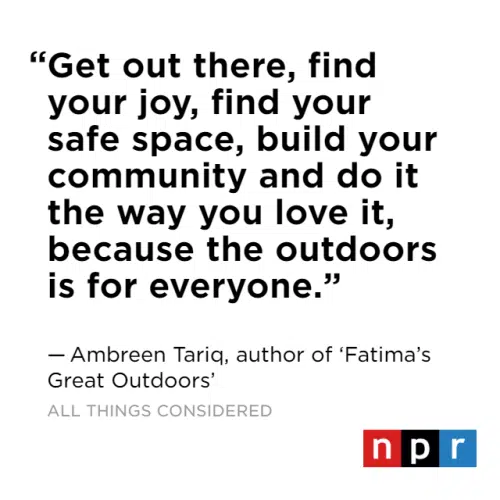 “Get out there, find
your joy, find your
safe space, build your
community and do it
the way you love it,
because the outdoors
is for everyone.”
— Ambreen Tariq, author of ‘Fatima’s
Great Outdoors’
ALL THINGS CONSIDERED
npr